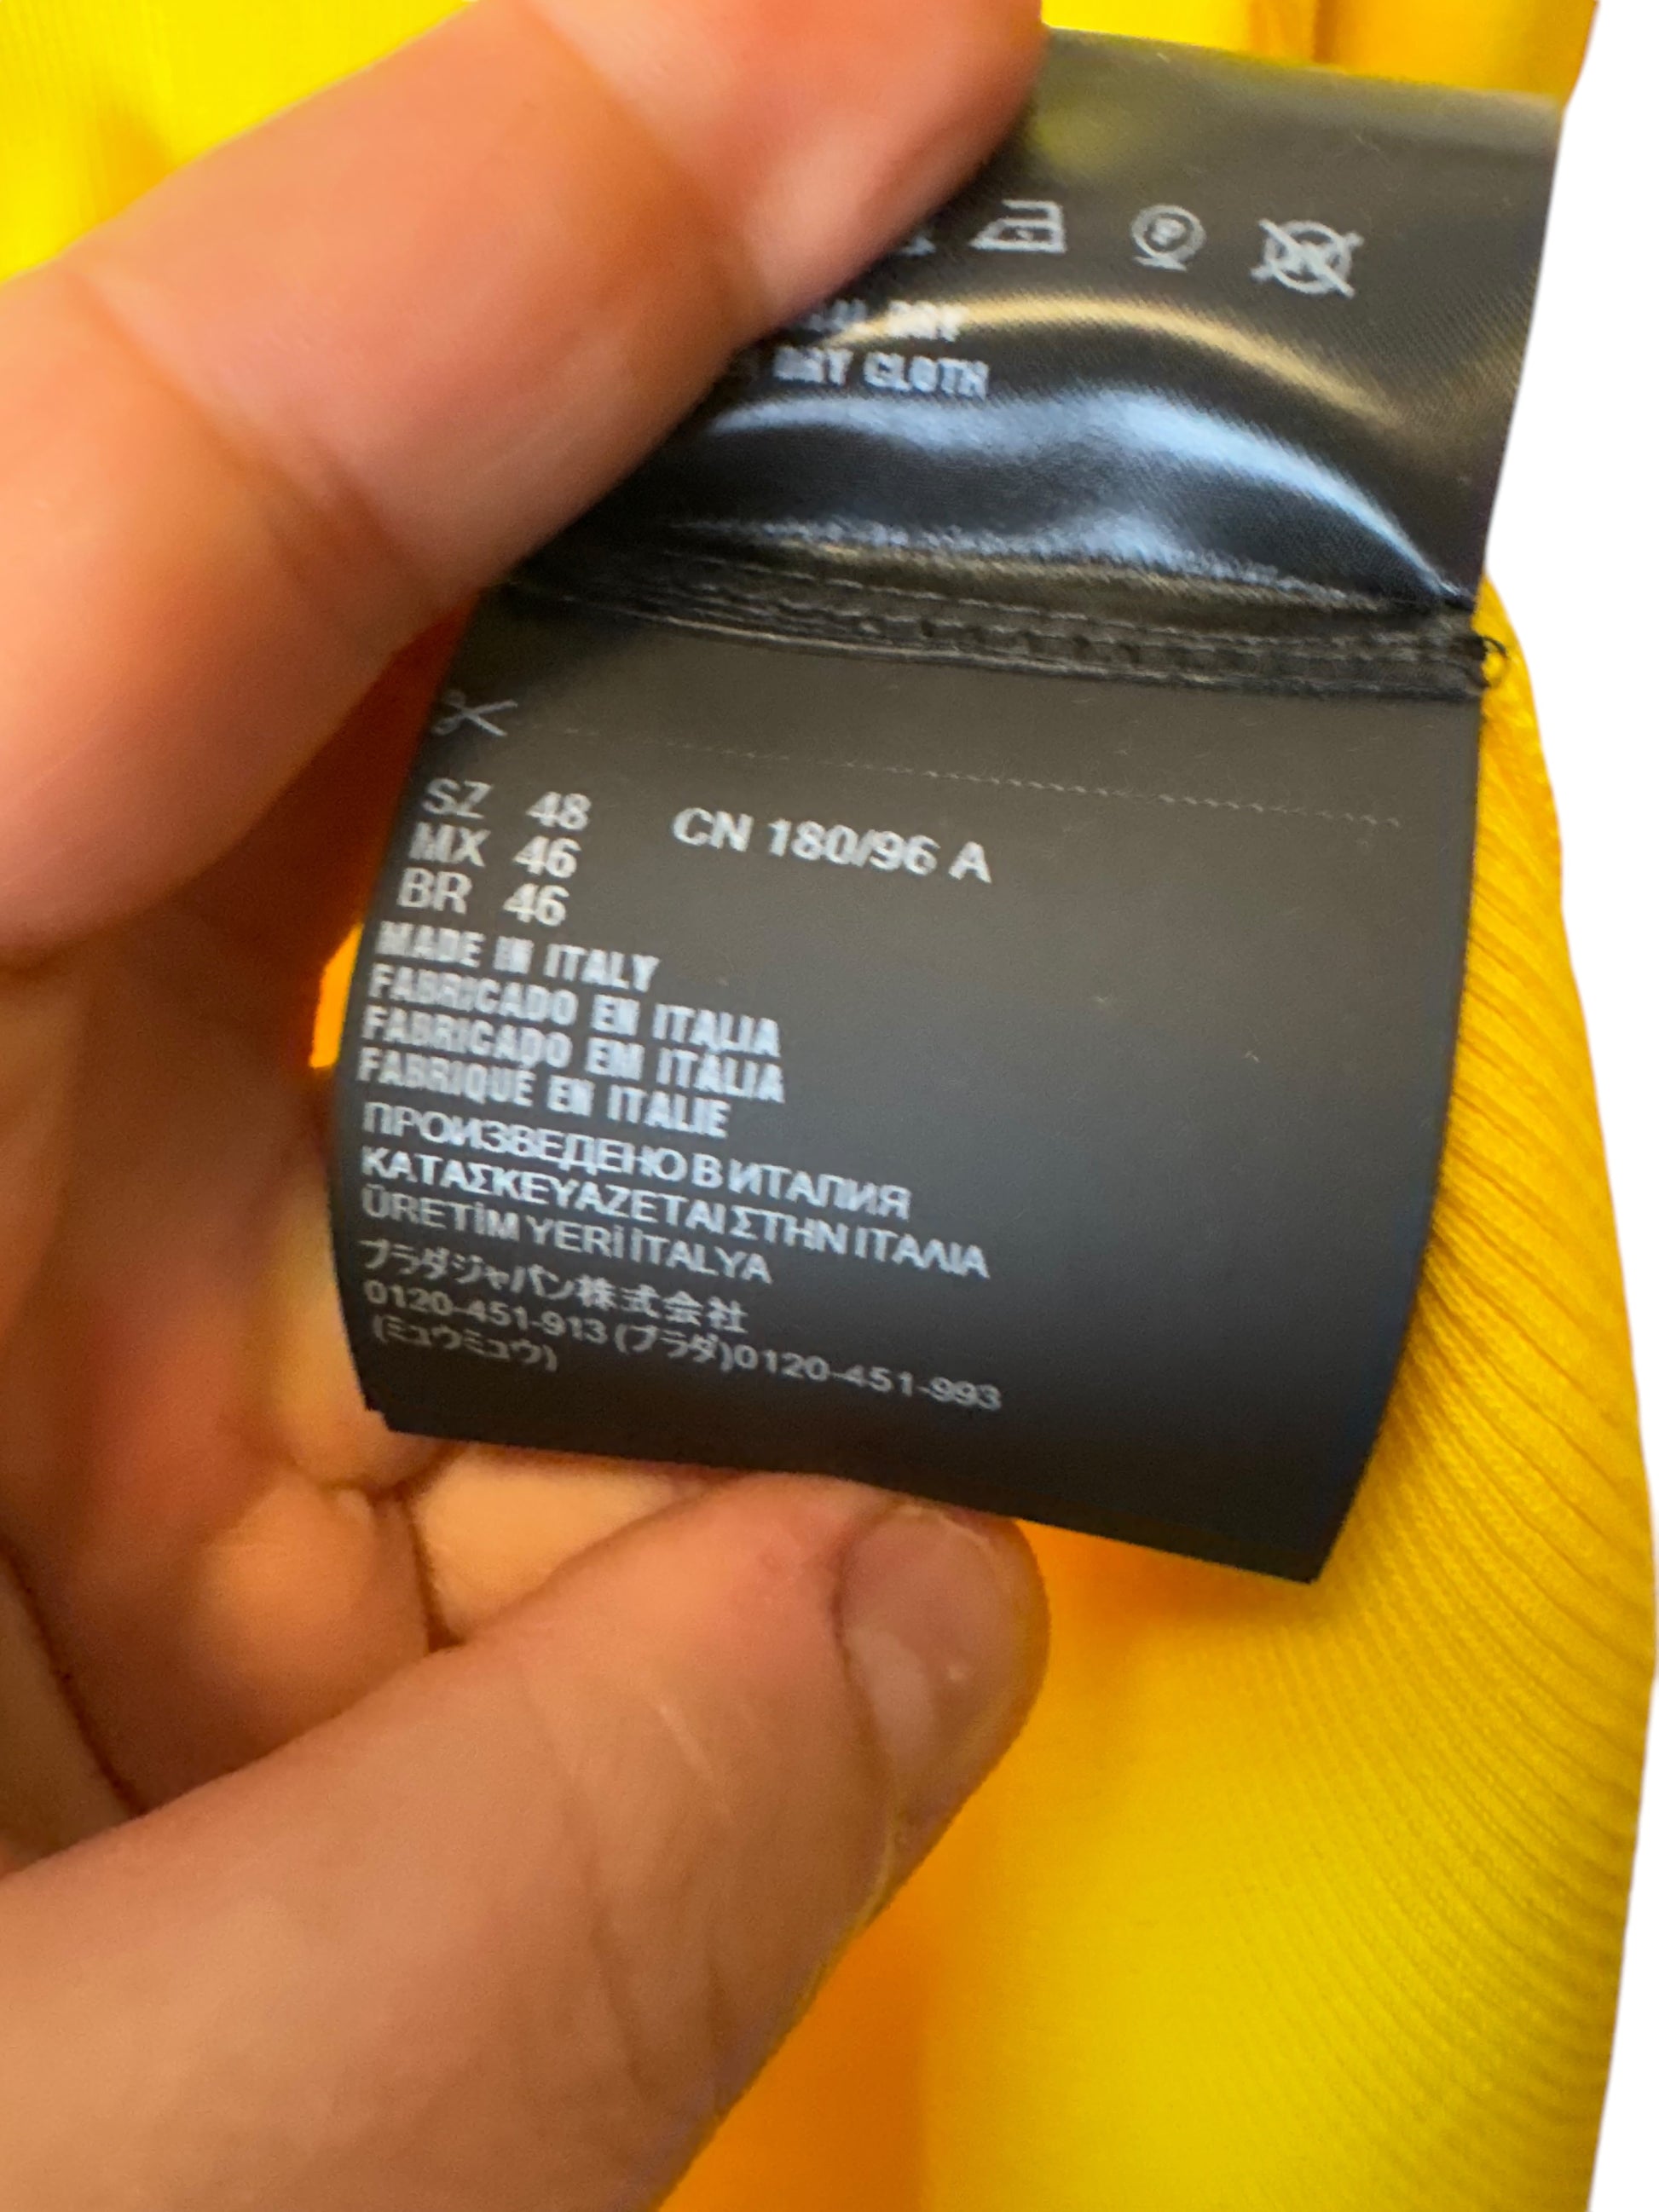 DRY
DRY CLOTH
SZ 48 CN 180/96 A
MX 46
BR 46
MADE IN ITALY
FABRICADO EN ITALIA
FABRICADO EM ITÁLIA
FABRIQUÉ EN ITALIE
ПРОИЗВЕДЕНО В ИТАЛИЯ
ΚΑΤΑΣΚΕΥΑΖΕΤΑΙ ΣΤΗΝ ΙΤΑΛΙΑ
ÜRETİM YERİ İTALYA
プラダジャパン株式会社
0120-451-913 (プラダ)0120-451-993
(ミュウミュウ)